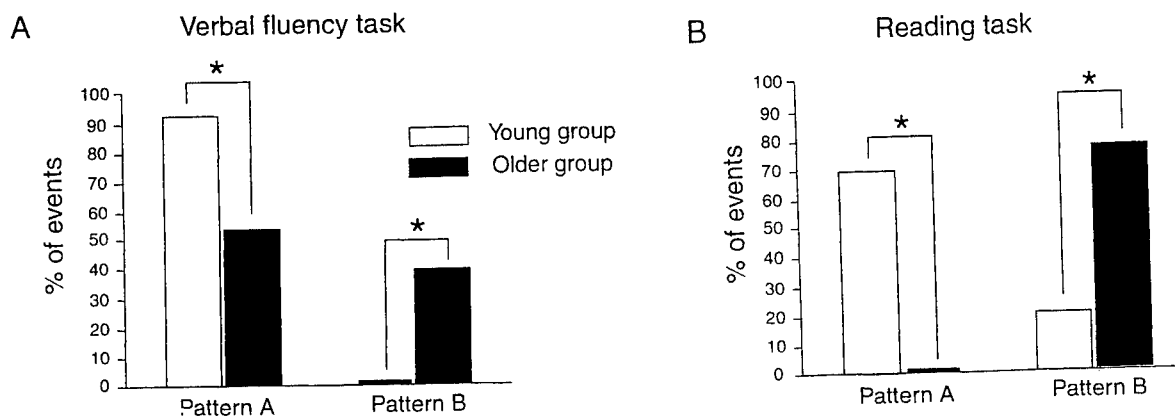 A
Verbal fluency task
*
100
90
80
70
60
50
40
30
20
10
0
% of events
*
Pattern A
Pattern B
Young group
Older group
B
Reading task
*
*
100
90
80
70
60
50
40
30
20
10
0
% of events
Pattern A
Pattern B